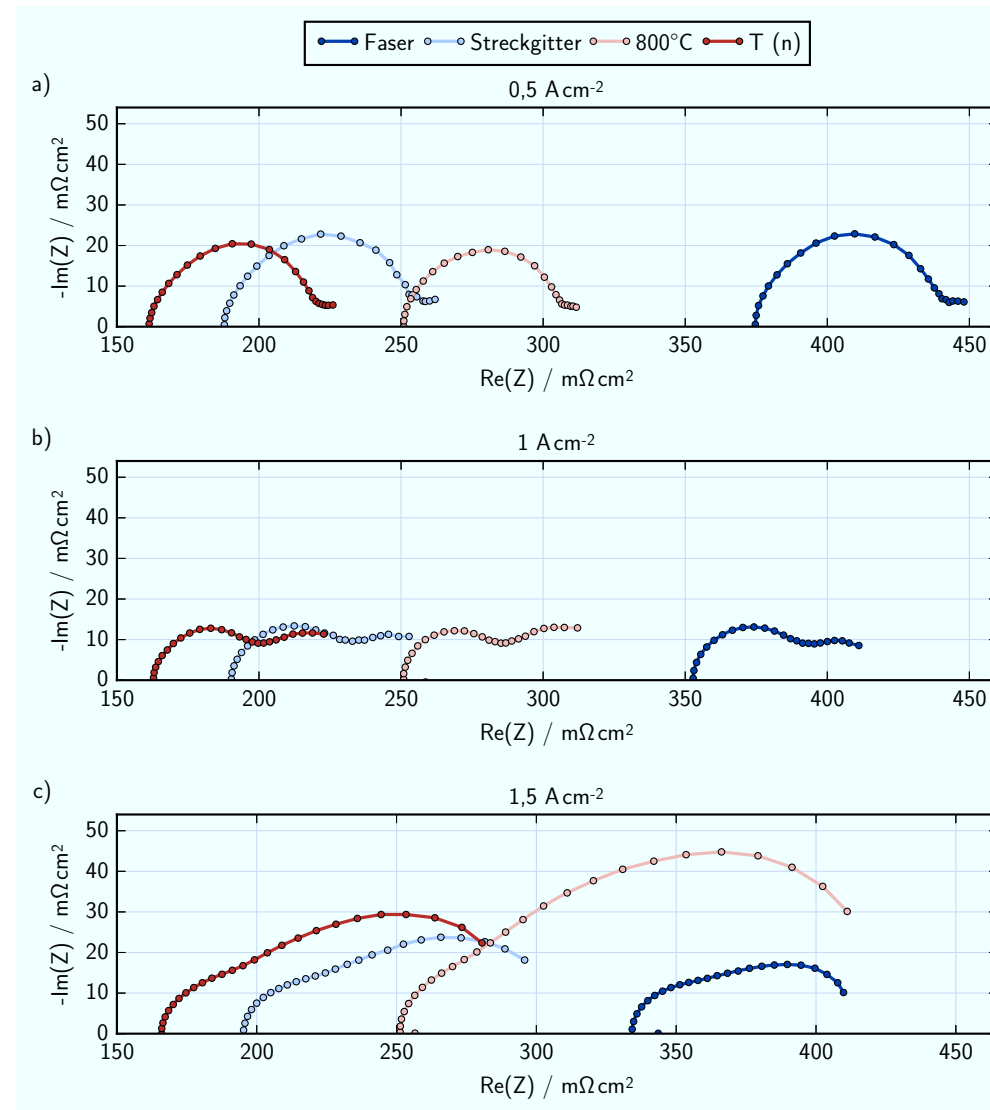 Faser Streckgitter 800°C T (n)
a)
0,5 A cm-2
50
40
30
20
10
0
-Im(Z) / mΩ cm2
150 200 250 300 350 400 450
Re(Z) / mΩ cm2
b)
1 A cm-2
50
40
30
20
10
0
-Im(Z) / mΩ cm2
150 200 250 300 350 400 450
Re(Z) / mΩ cm2
c)
1,5 A cm-2
50
40
30
20
10
0
-Im(Z) / mΩ cm2
150 200 250 300 350 400 450
Re(Z) / mΩ cm2